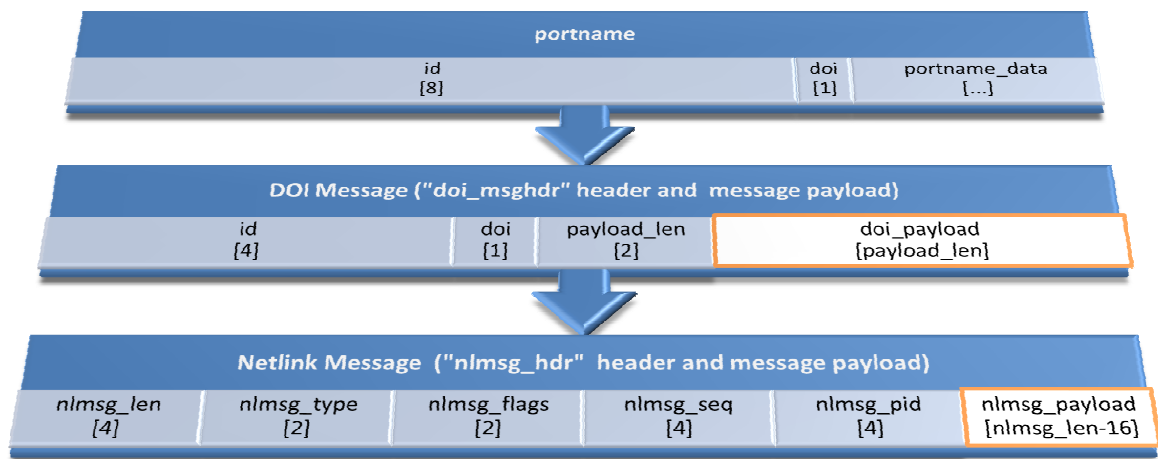 portname
id doi portname_data
[8] [1] [...]
DOI Message ("doi_msghdr" header and message payload)
id doi payload_len doi_payload
[4] [1] [2] [payload_len]
Netlink Message ("nlmsg_hdr" header and message payload)
nlmsg_len nlmsg_type nlmsg_flags nlmsg_seq nlmsg_pid nlmsg_payload
[4] [2] [2] [4] [4] [nlmsg_len-16]